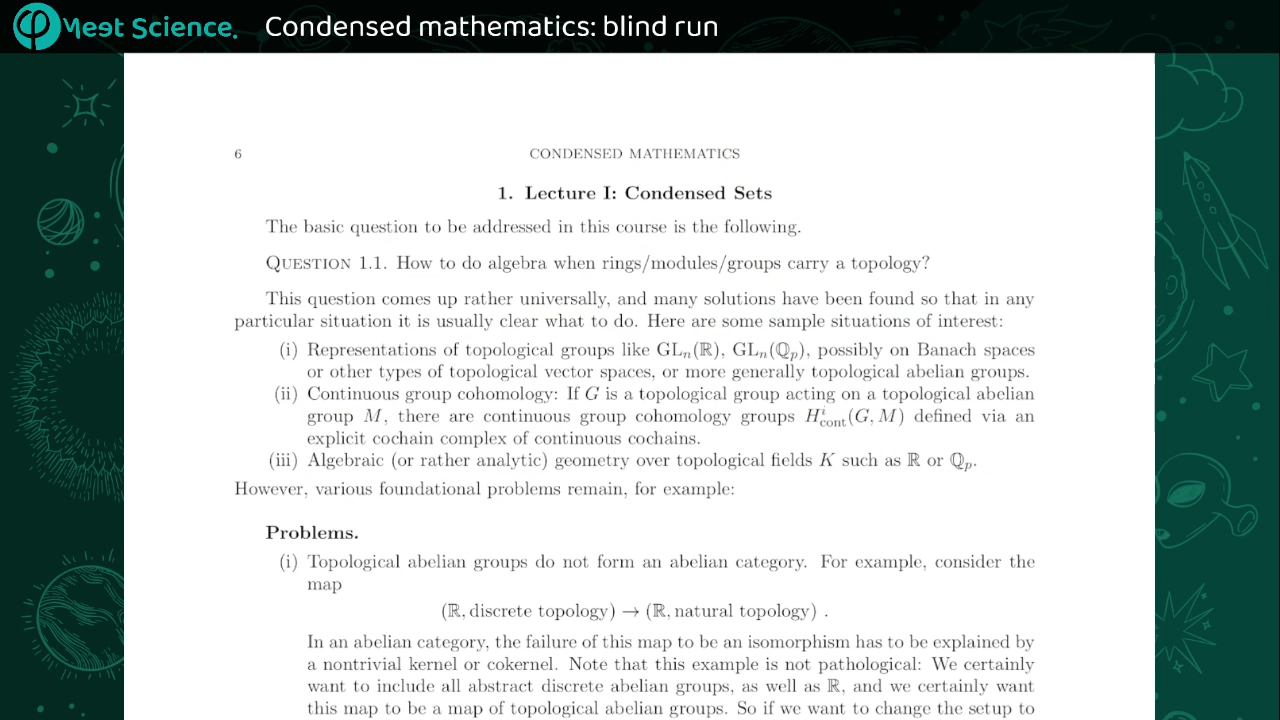 Meet Science.
Condensed mathematics: blind run
6
CONDENSED MATHEMATICS
1. Lecture I: Condensed Sets
The basic question to be addressed in this course is the following.
QUESTION 1.1. How to do algebra when rings/modules/groups carry a topology?
This question comes up rather universally, and many solutions have been found so that in any
particular situation it is usually clear what to do. Here are some sample situations of interest:
(i) Representations of topological groups like GLₙ(ℝ), GLₙ(ℚₚ), possibly on Banach spaces
or other types of topological vector spaces, or more generally topological abelian groups.
(ii) Continuous group cohomology: If G is a topological group acting on a topological abelian
group M, there are continuous group cohomology groups H^i_cont(G, M) defined via an
explicit cochain complex of continuous cochains.
(iii) Algebraic (or rather analytic) geometry over topological fields K such as ℝ or ℚₚ.
However, various foundational problems remain, for example:
Problems.
(i) Topological abelian groups do not form an abelian category. For example, consider the
map
(ℝ, discrete topology) → (ℝ, natural topology) .
In an abelian category, the failure of this map to be an isomorphism has to be explained by
a nontrivial kernel or cokernel. Note that this example is not pathological: We certainly
want to include all abstract discrete abelian groups, as well as ℝ, and we certainly want
this map to be a map of topological abelian groups. So if we want to change the setup to